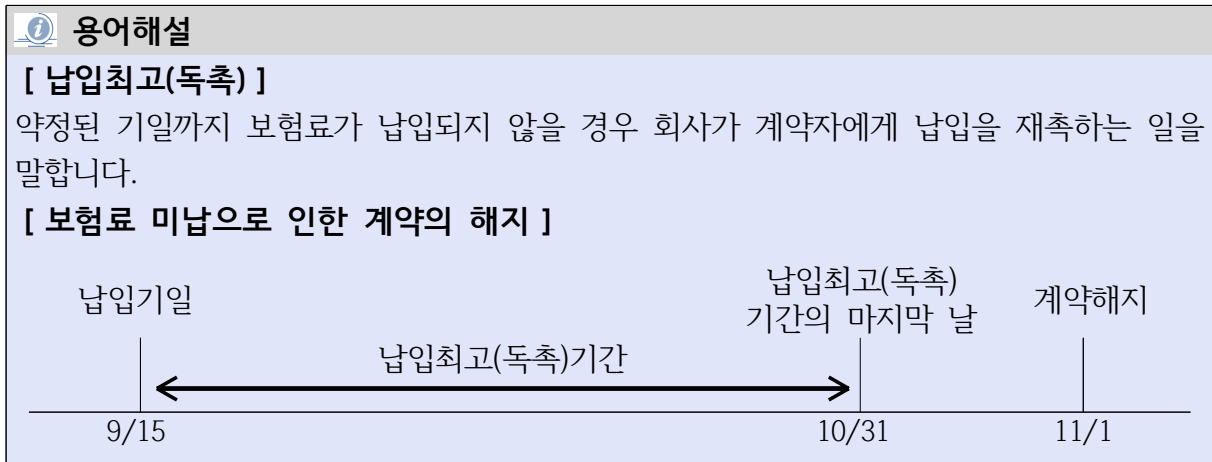 용어해설
[ 납입최고(독촉) ]
약정된 기일까지 보험료가 납입되지 않을 경우 회사가 계약자에게 납입을 재촉하는 일을
말합니다.
[ 보험료 미납으로 인한 계약의 해지 ]
납입기일
납입최고(독촉)
기간의 마지막 날
계약해지
납입최고(독촉)기간
9/15
10/31
11/1